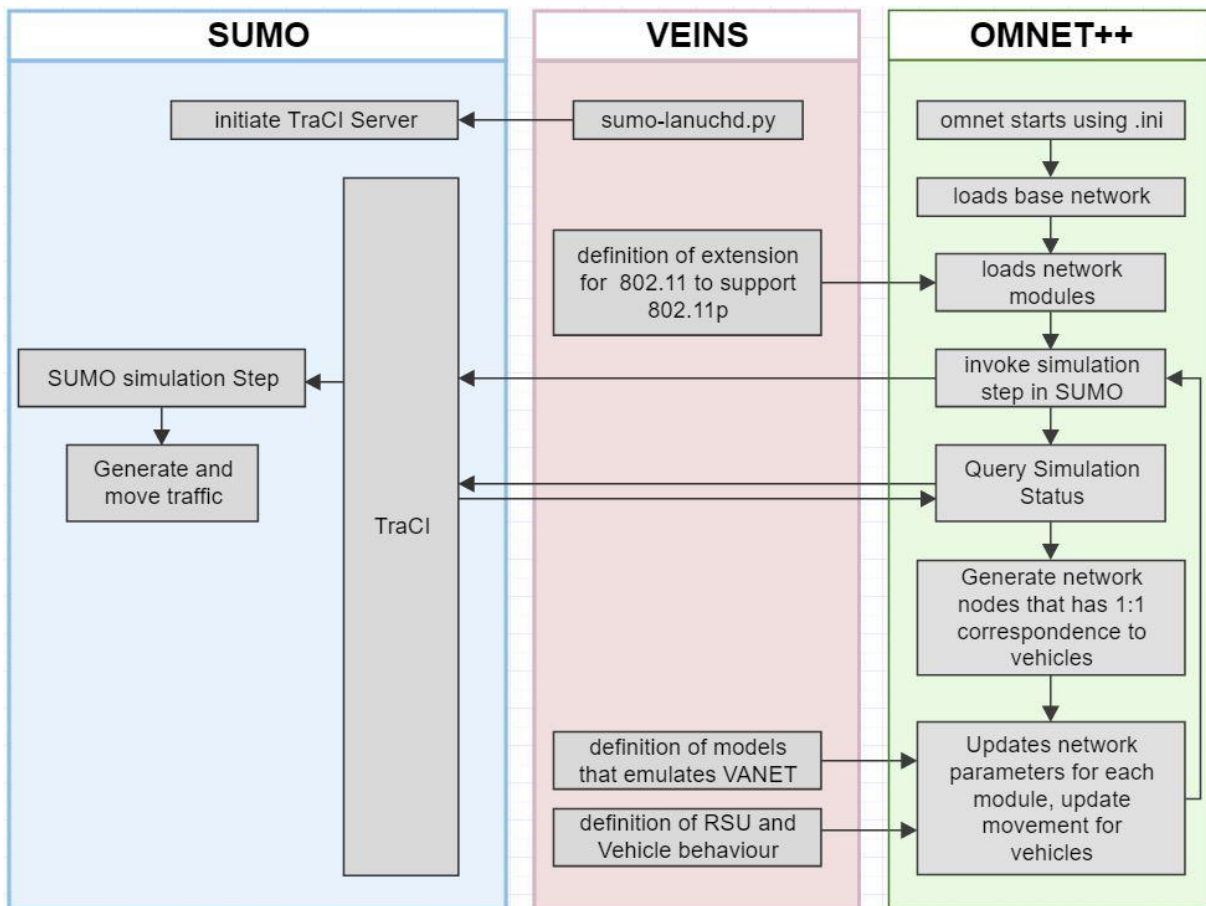 SUMO
VEINS
OMNET++
initiate TraCI Server
sumo-lanuchd.py
omnet starts using .ini
loads base network
definition of extension
for 802.11 to support
802.11p
loads network
modules
SUMO simulation Step
invoke simulation
step in SUMO
Generate and
move traffic
TraCI
Query Simulation
Status
Generate network
nodes that has 1:1
correspondence to
vehicles
definition of models
that emulates VANET
definition of RSU and
Vehicle behaviour
Updates network
parameters for each
module, update
movement for
vehicles